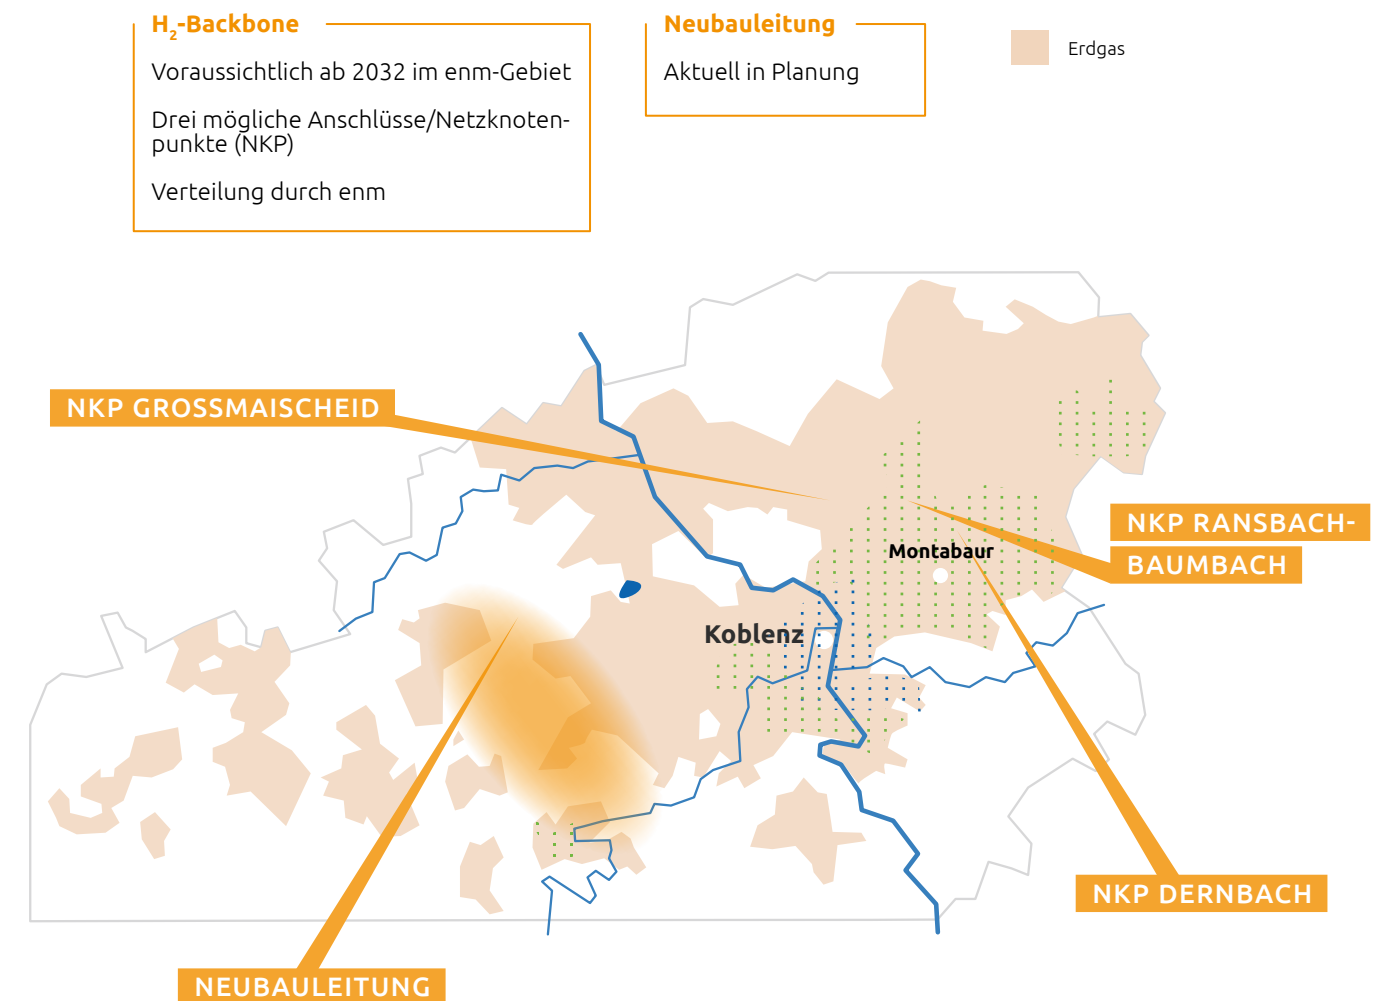 H2-Backbone
Voraussichtlich ab 2032 im enm-Gebiet
Drei mögliche Anschlüsse/Netzknoten-
punkte (NKP)
Verteilung durch enm
Neubauleitung
Aktuell in Planung
Erdgas
NKP GROSSMAISCHEID
NKP RANSBACH-
BAUMBACH
Montabaur
Koblenz
NKP DERNBACH
NEUBAULEITUNG